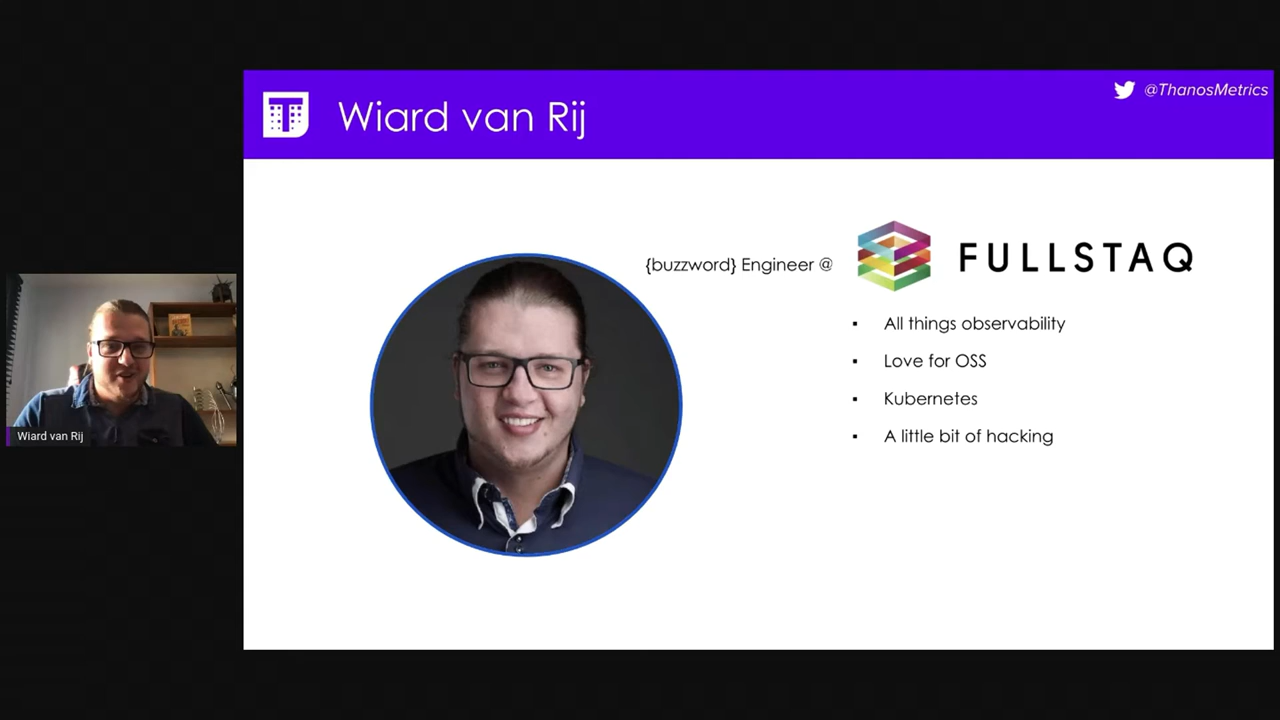 Wiard van Rij
@ThanosMetrics
{buzzword} Engineer @
FULLSTAQ
▪ All things observability
▪ Love for OSS
▪ Kubernetes
▪ A little bit of hacking
Wiard van Rij